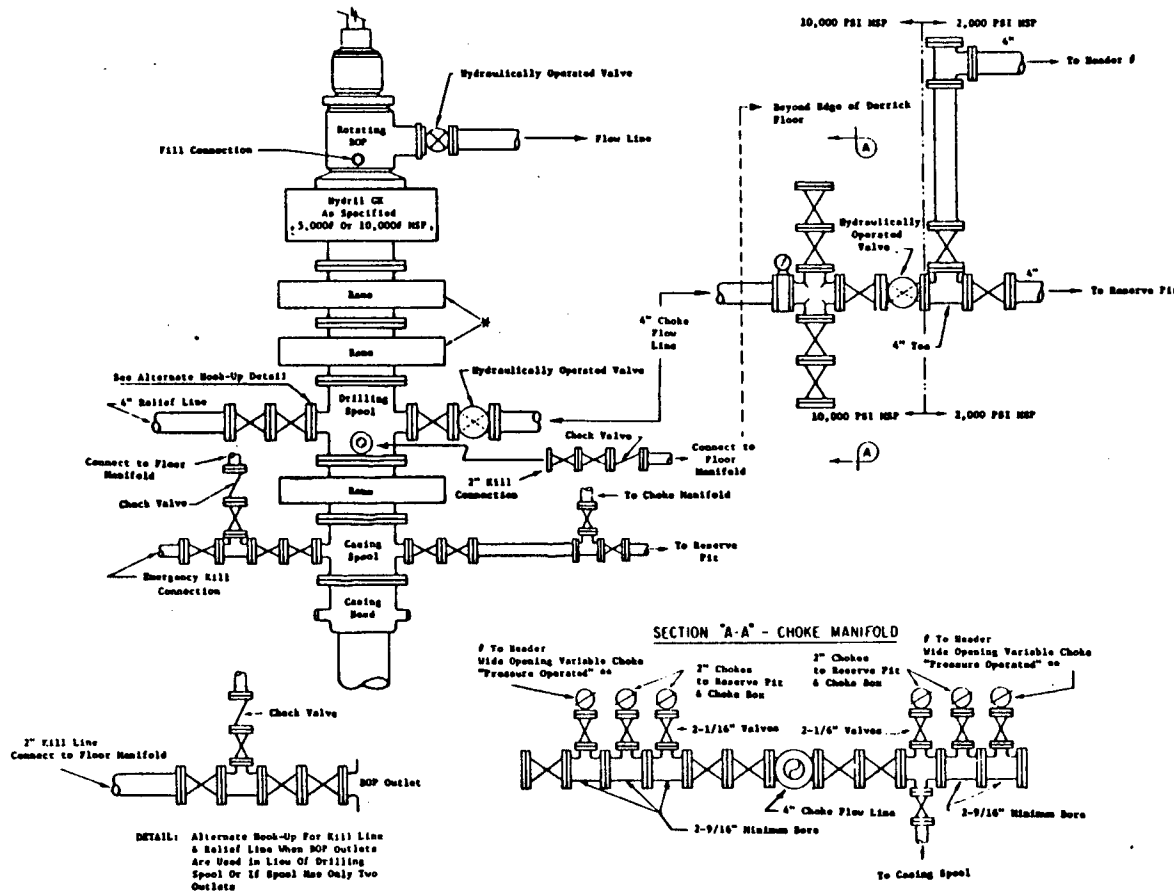 10,000 PSI MSP
2,000 PSI MSP
4"
To Header ∮
Hydraulically Operated
Valve
Beyond Edge of Derrick
Floor
A
Rotating
BOP
Flow Line
Fill Connection
Hydril GK
As Specified
5,000# Or 10,000# MSP
Hydraulically
Operated
Valve
Rams
4"
To Reserve Pit
*
4" Choke
Flow
Line
4" Tee
Rams
See Alternate Hook-Up Detail
Drilling
Spool
Hydraulically Operated Valve
4" Relief Line
10,000 PSI MSP
2,000 PSI MSP
Check Valve
Connect to
Floor
Manifold
A
Connect to Floor
Manifold
2" Kill
Connection
Check Valve
Rams
To Choke Manifold
Casing
Spool
To Reserve
Pit
Emergency Kill
Connection
Casing
Head
SECTION "A-A" - CHOKE MANIFOLD
∮ To Header
Wide Opening Variable Choke
"Pressure Operated" **
2" Chokes
to Reserve Pit
& Choke Box
2" Chokes
to Reserve Pit
& Choke Box
∮ To Header
Wide Opening Variable Choke
"Pressure Operated" **
Check Valve
2-1/16" Valves
2-1/6" Valves
2" Kill Line
Connect to Floor Manifold
BOP Outlet
4" Choke Flow Line
2-9/16" Minimum Bore
2-9/16" Minimum Bore
To Casing Spool
DETAIL: Alternate Hook-Up For Kill Line
& Relief Line When BOP Outlets
Are Used in Lieu Of Drilling
Spool Or If Spool Has Only Two
Outlets